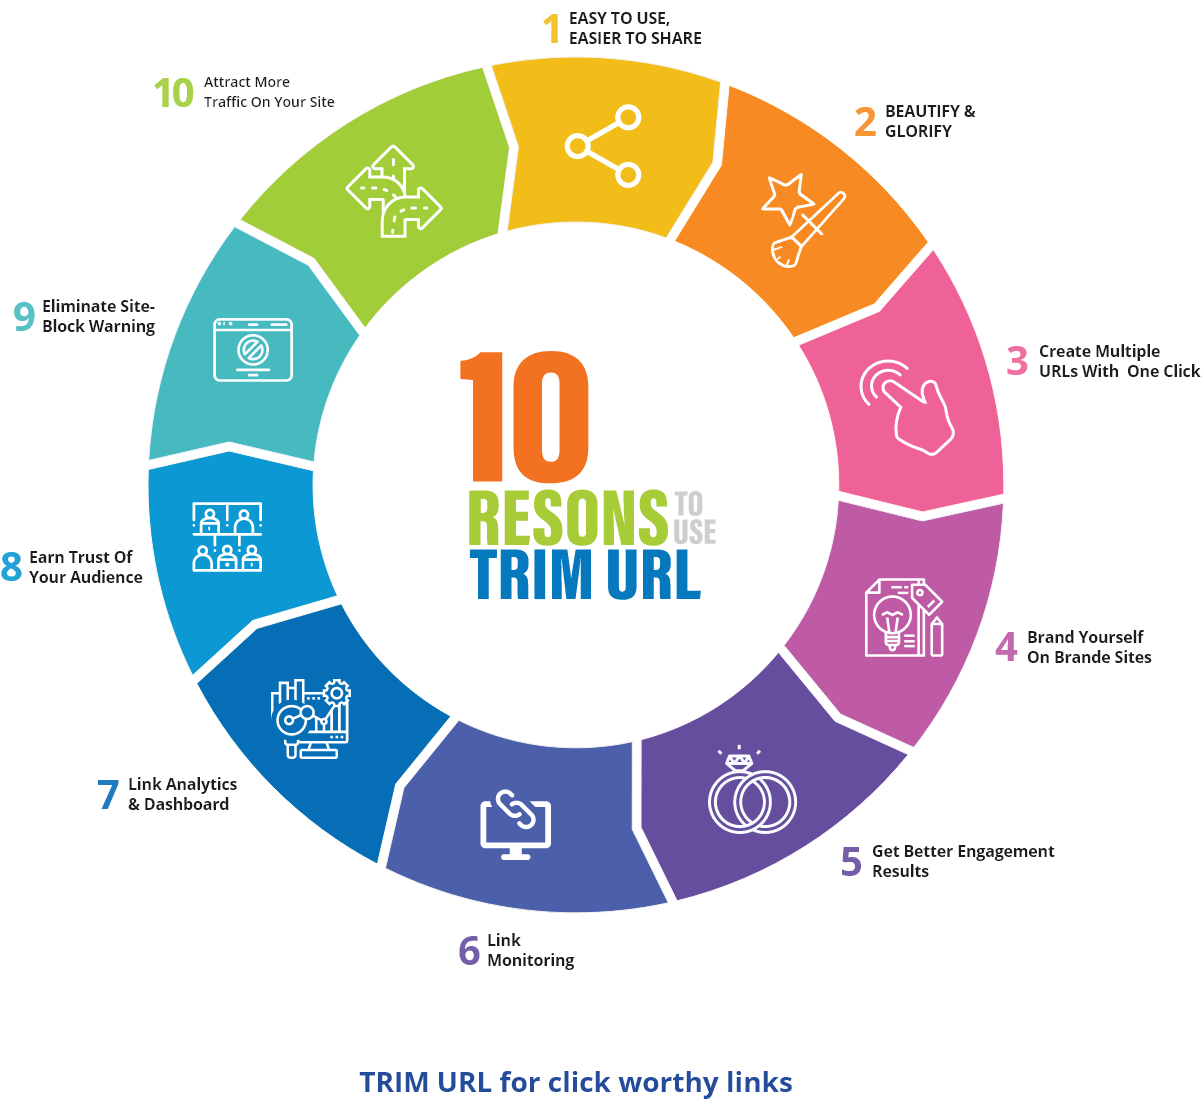 1 EASY TO USE,
EASIER TO SHARE
2 BEAUTIFY &
GLORIFY
3 Create Multiple
URLs With One Click
4 Brand Yourself
On Brande Sites
5 Get Better Engagement
Results
6 Link
Monitoring
7 Link Analytics
& Dashboard
8 Earn Trust Of
Your Audience
9 Eliminate Site-
Block Warning
10 Attract More
Traffic On Your Site
10
RESONS TO USE
TRIM URL
TRIM URL for click worthy links